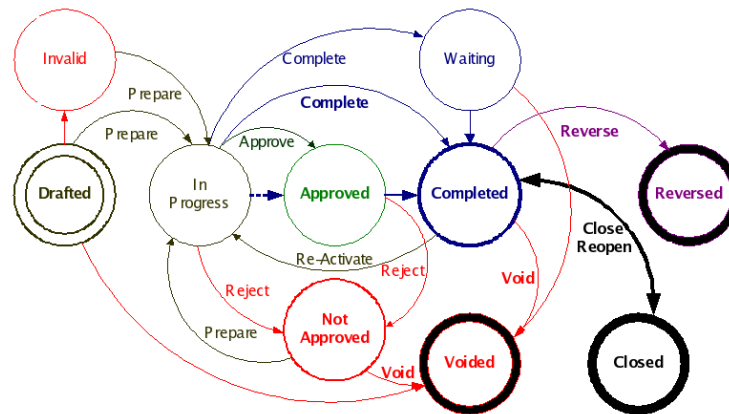 Invalid
Waiting
Complete
Prepare
Complete
Prepare
Approve
Reverse
Drafted
In
Progress
Approved
Completed
Reversed
Close
Reopen
Re-Activate
Reject
Reject
Void
Not
Approved
Prepare
Void
Voided
Closed